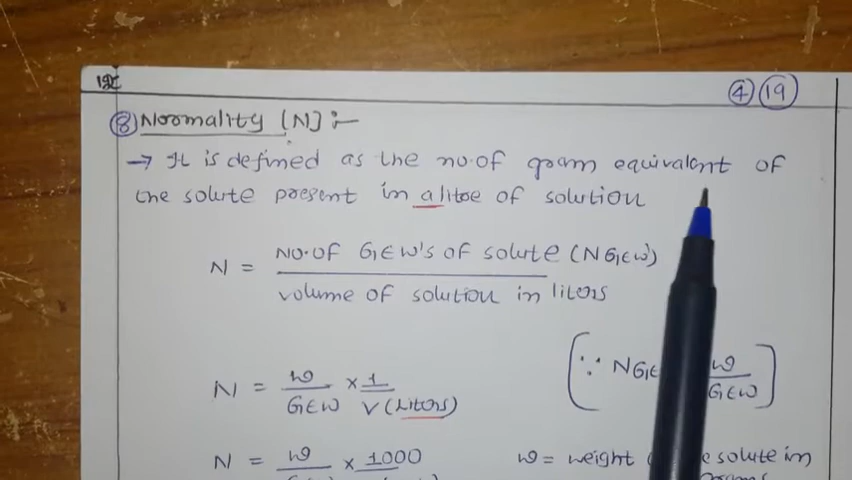 ④ ⑲
⑧ Normality [N] :-
→ It is defined as the no.of gram equivalent of
the solute present in a litre of solution
N = No.of GEW's of solute (NGEW)
volume of solution in liters
N = w/GEW × 1/V (Liters) [∵ NGE w/GEW]
N = w × 1000 w = weight solute in